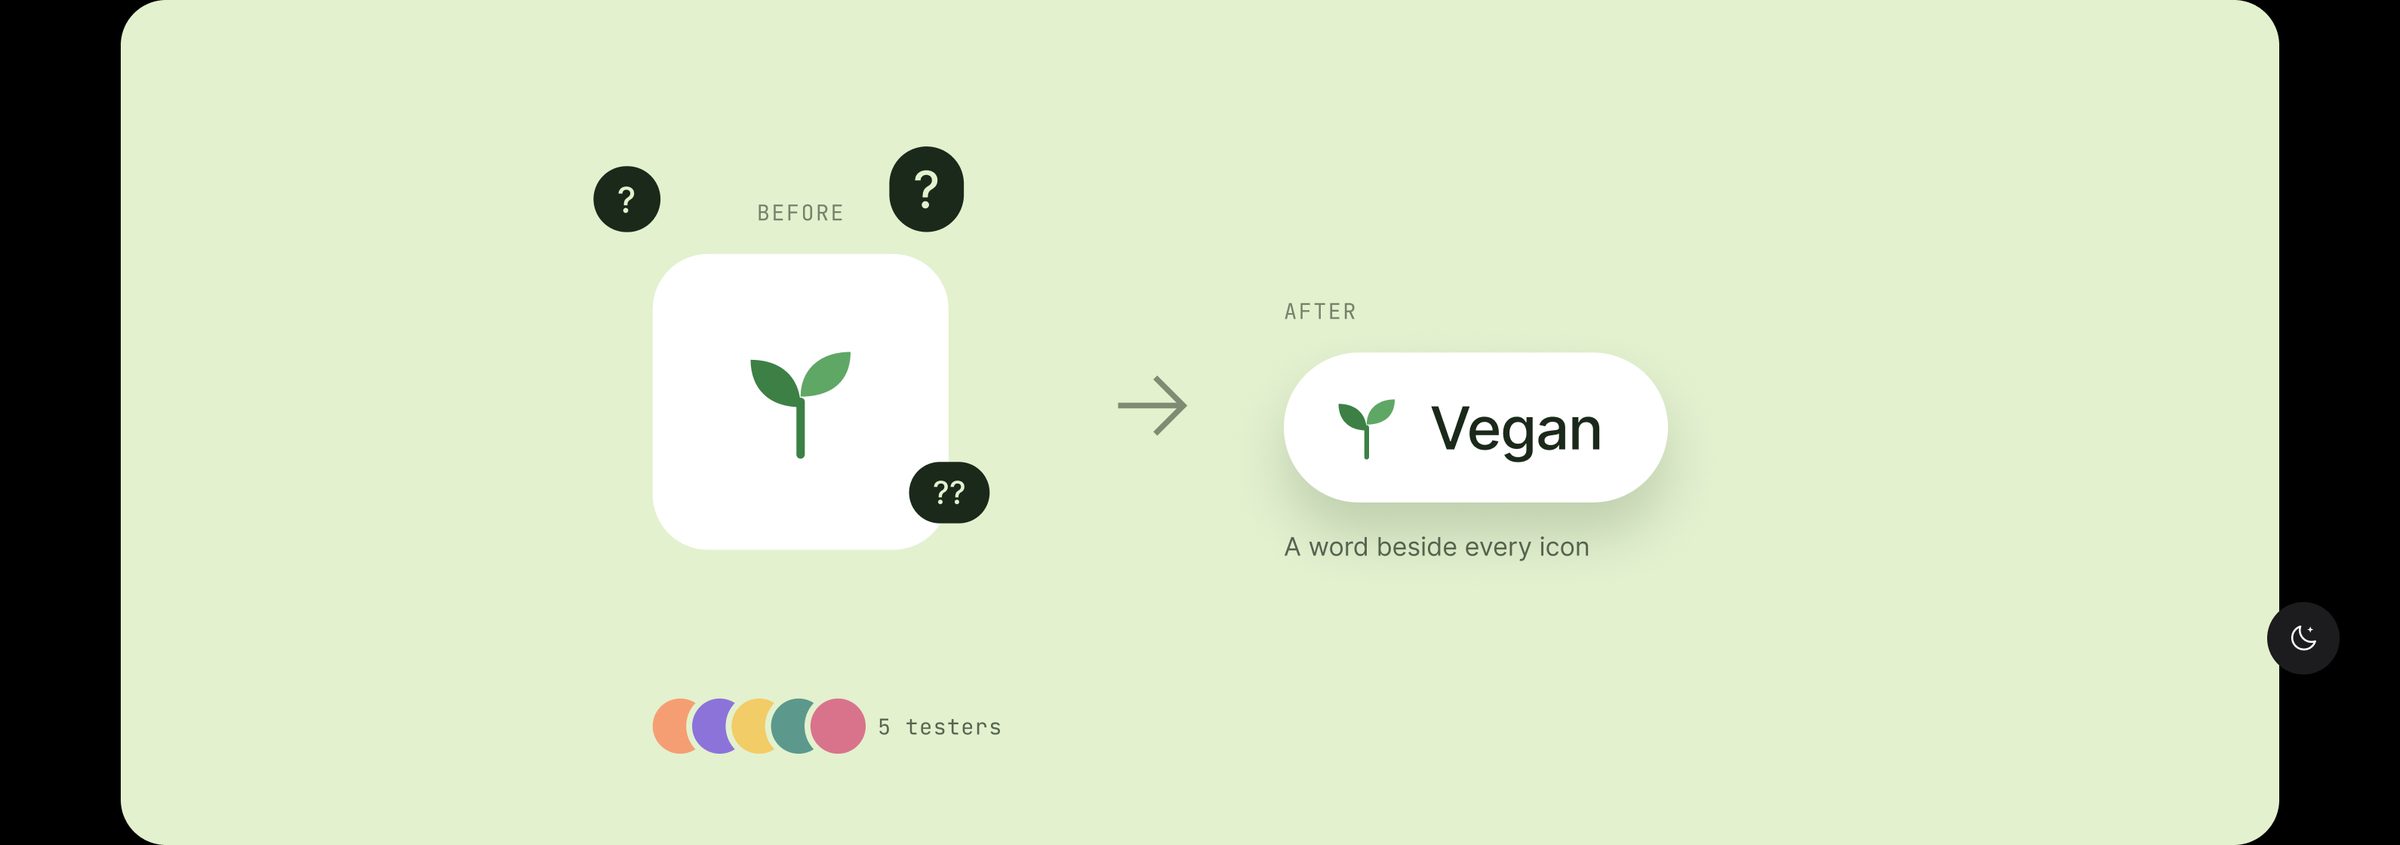 ?
?
BEFORE
??
AFTER
Vegan
A word beside every icon
5 testers